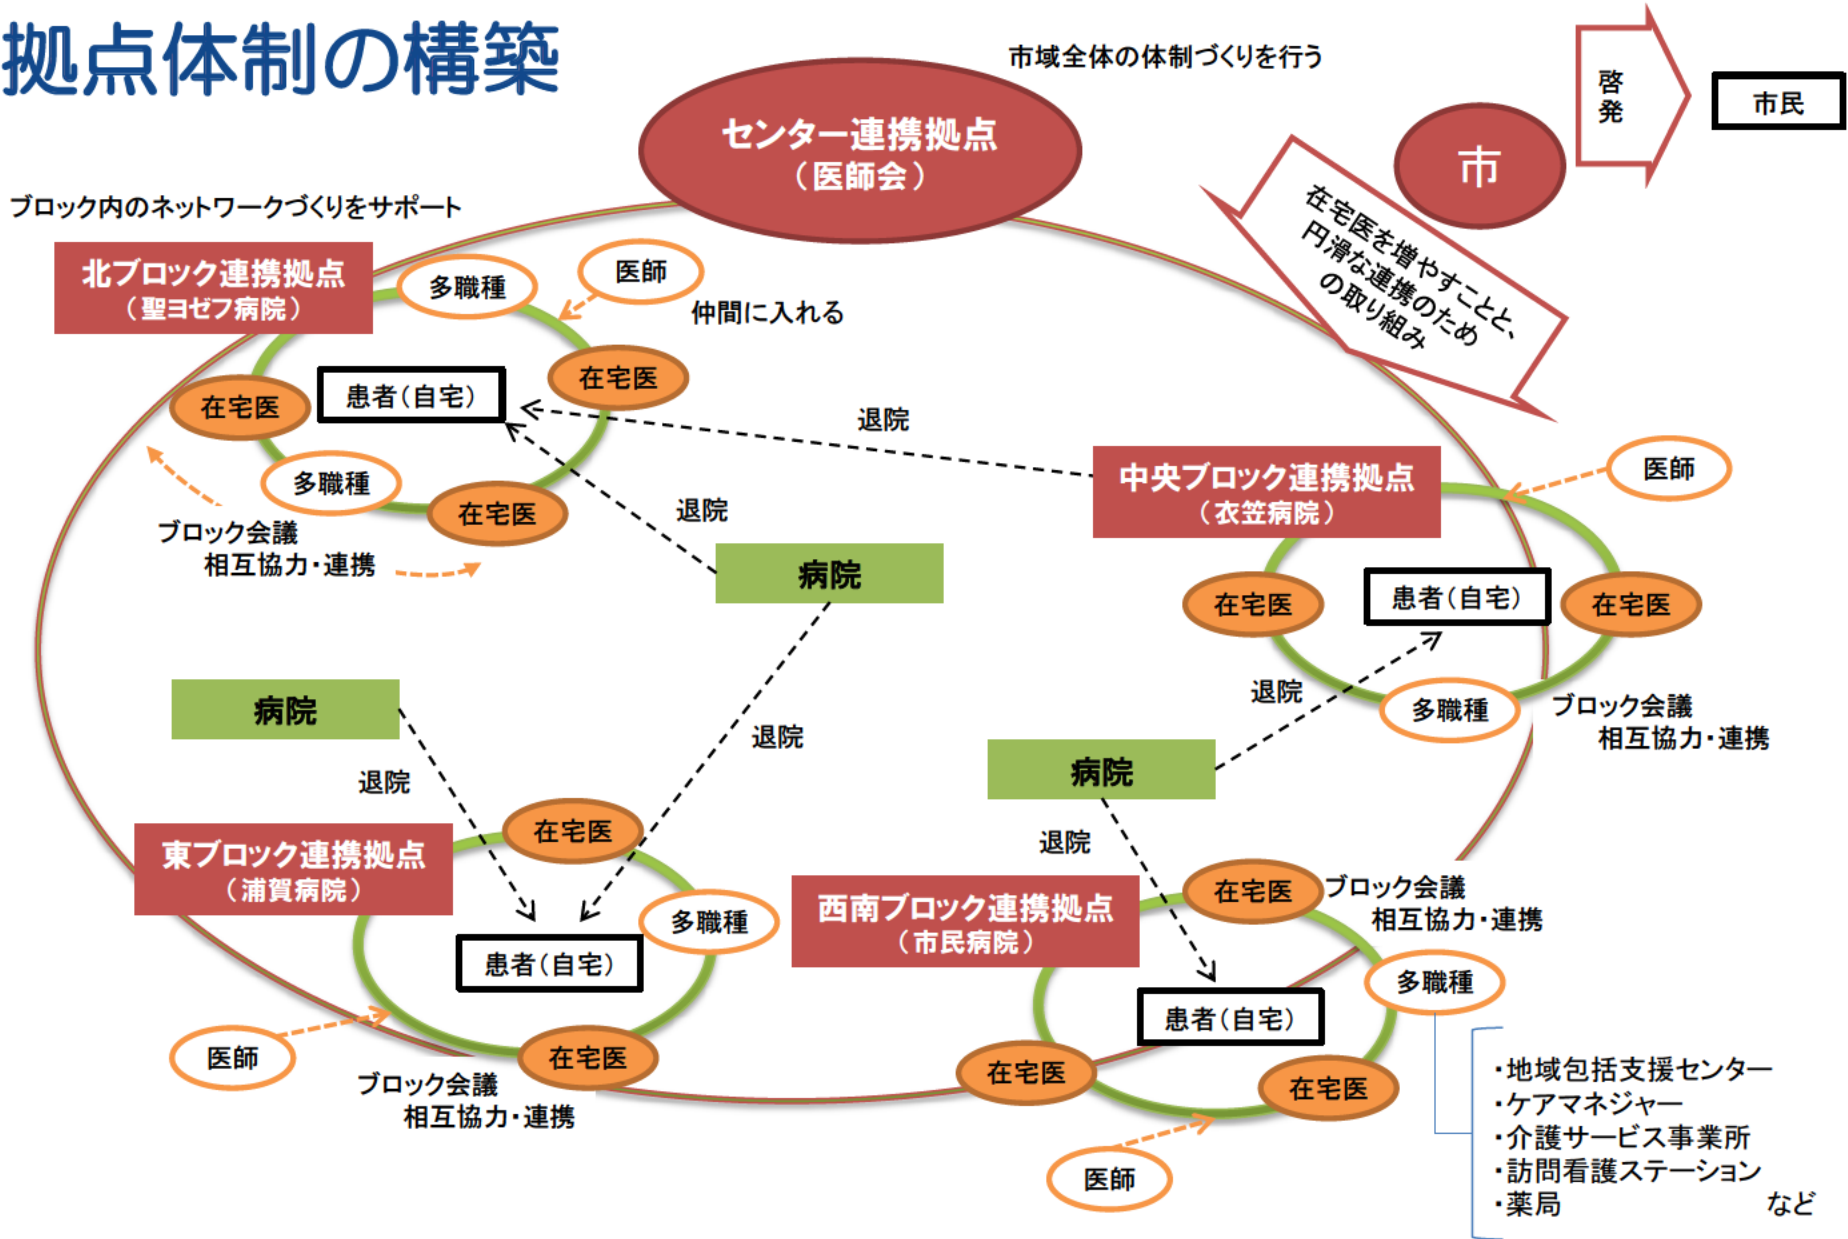 拠点体制の構築
市域全体の体制づくりを行う
センター連携拠点
（医師会）
市
啓発
市民
在宅医を増やすことと、
円滑な連携のため
の取り組み
ブロック内のネットワークづくりをサポート
北ブロック連携拠点
（聖ヨゼフ病院）
多職種
医師
仲間に入れる
在宅医
患者（自宅）
在宅医
多職種
在宅医
ブロック会議
相互協力・連携
退院
退院
病院
中央ブロック連携拠点
（衣笠病院）
医師
在宅医
患者（自宅）
在宅医
多職種
ブロック会議
相互協力・連携
退院
病院
退院
病院
退院
退院
東ブロック連携拠点
（浦賀病院）
在宅医
多職種
患者（自宅）
医師
在宅医
ブロック会議
相互協力・連携
西南ブロック連携拠点
（市民病院）
在宅医
ブロック会議
相互協力・連携
多職種
患者（自宅）
在宅医
在宅医
医師
・地域包括支援センター
・ケアマネジャー
・介護サービス事業所
・訪問看護ステーション
・薬局　など